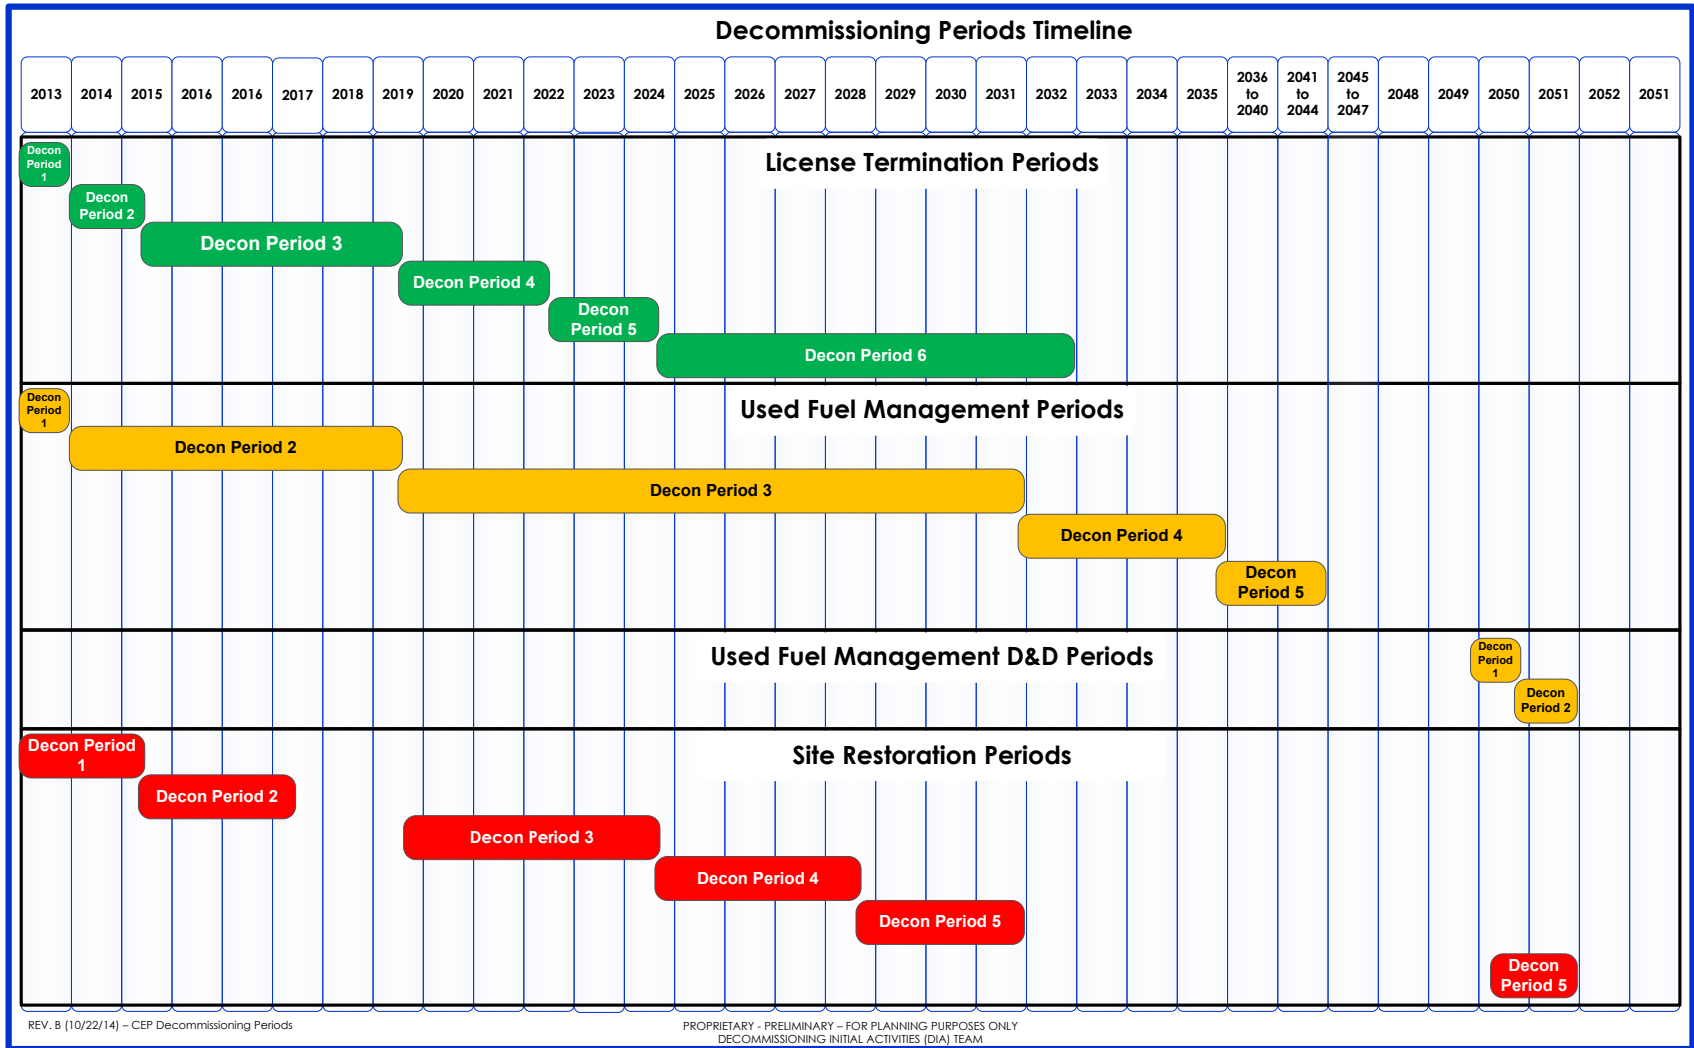 Decommissioning Periods Timeline
2013 2014 2015 2016 2016 2017 2018 2019 2020 2021 2022 2023 2024 2025 2026 2027 2028 2029 2030 2031 2032 2033 2034 2035 2036 to 2040 2041 to 2044 2045 to 2047 2048 2049 2050 2051 2052 2051
License Termination Periods
Decon
Period
1
Decon
Period 2
Decon Period 3
Decon Period 4
Decon
Period 5
Decon Period 6
Used Fuel Management Periods
Decon
Period
1
Decon Period 2
Decon Period 3
Decon Period 4
Decon
Period 5
Used Fuel Management D&D Periods
Decon
Period
1
Decon
Period 2
Site Restoration Periods
Decon Period
1
Decon Period 2
Decon Period 3
Decon Period 4
Decon Period 5
Decon
Period 5
REV. B (10/22/14) – CEP Decommissioning Periods
PROPRIETARY - PRELIMINARY – FOR PLANNING PURPOSES ONLY
DECOMMISSIONING INITIAL ACTIVITIES (DIA) TEAM